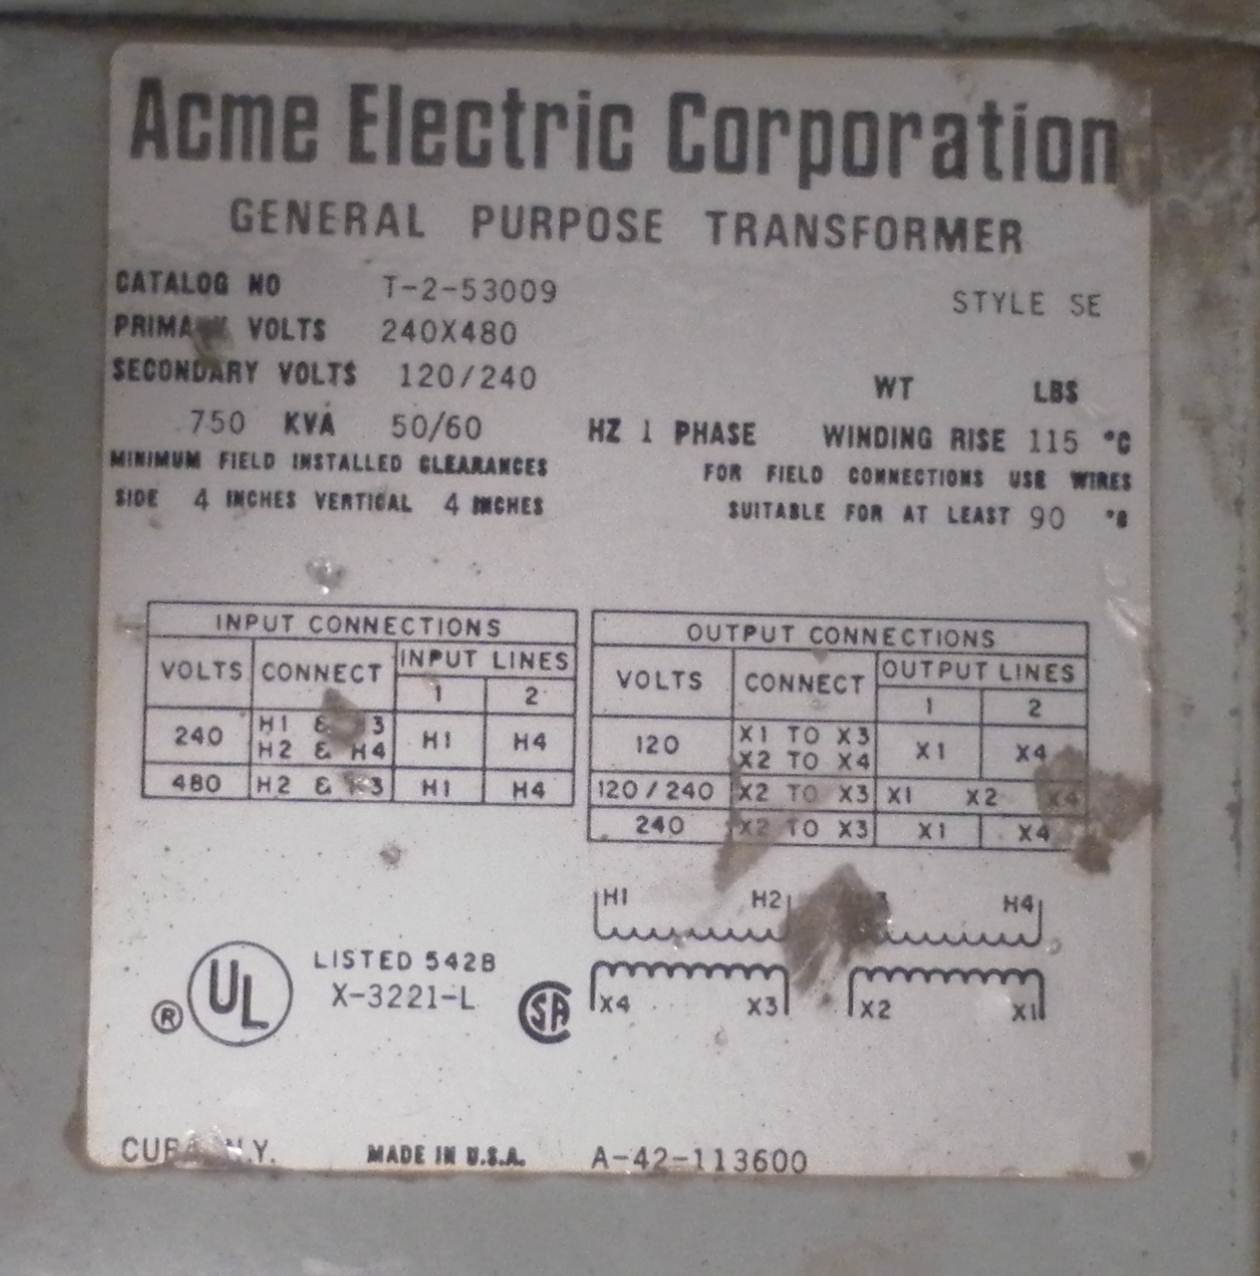 Acme Electric Corporation
GENERAL PURPOSE TRANSFORMER
CATALOG NO T-2-53009
STYLE SE
VOLTS 240X480
SECONDARY VOLTS 120/240
WT LBS
.750 KVA 50/60 HZ 1 PHASE WINDING RISE 115 °C
MINIMUM FIELD INSTALLED CLEARANCES
SIDE 4 INCHES VERTICAL 4 INCHES
FOR FIELD CONNECTIONS USE WIRES
SUITABLE FOR AT LEAST 90
INPUT CONNECTIONS
VOLTS CONNECT INPUT LINES
1 2
240 H1 &
H2 & H4 H1 H4
480 H2 & H1 H4
OUTPUT CONNECTIONS
VOLTS CONNECT OUTPUT LINES
1 2
120 X1 TO X3
X2 TO X4 X1 X4
120/240 X2 TO X3 X1 X2 X4
240 X2 TO X3 X1 X4
H1 H2 H4
X4 X3 X2 X1
® UL LISTED 542B
X-3221-L
SA
N.Y. MADE IN U.S.A. A-42-113600